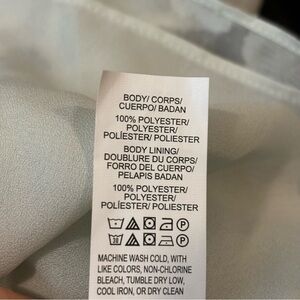 BODY/ CORPS/
CUERPO/ BADAN
100% POLYESTER/
POLYESTER/
POLIÉSTER/ POLIESTER
BODY LINING/
DOUBLURE DU CORPS/
FORRO DEL CUERPO/
PELAPIS BADAN
100% POLYESTER/
POLYESTER/
POLIÉSTER/ POLIESTER
MACHINE WASH COLD, WITH
LIKE COLORS, NON-CHLORINE
BLEACH, TUMBLE DRY LOW,
COOL IRON, OR DRY CLEAN